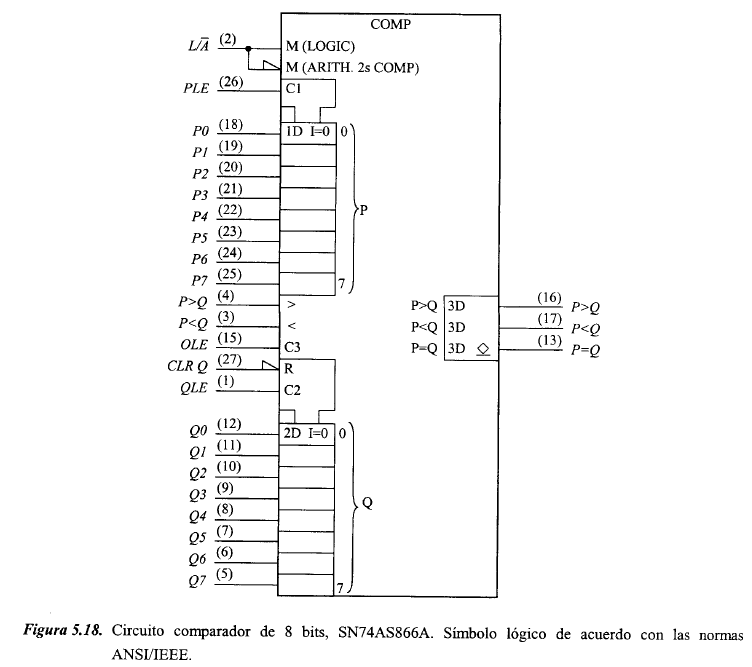 COMP
L/A̅ (2) M (LOGIC)
M (ARITH. 2s COMP)
PLE (26) C1
P0 (18) 1D I=0 0
P1 (19)
P2 (20)
P3 (21)
P4 (22)
P5 (23)
P6 (24)
P7 (25) 7
P
P>Q (4) >
P<Q (3) <
OLE (15) C3
CLR Q (27) R
QLE (1) C2
P>Q 3D (16) P>Q
P<Q 3D (17) P<Q
P=Q 3D (13) P=Q
Q0 (12) 2D I=0 0
Q1 (11)
Q2 (10)
Q3 (9)
Q4 (8)
Q5 (7)
Q6 (6)
Q7 (5) 7
Q
Figura 5.18. Circuito comparador de 8 bits, SN74AS866A. Símbolo lógico de acuerdo con las normas
ANSI/IEEE.